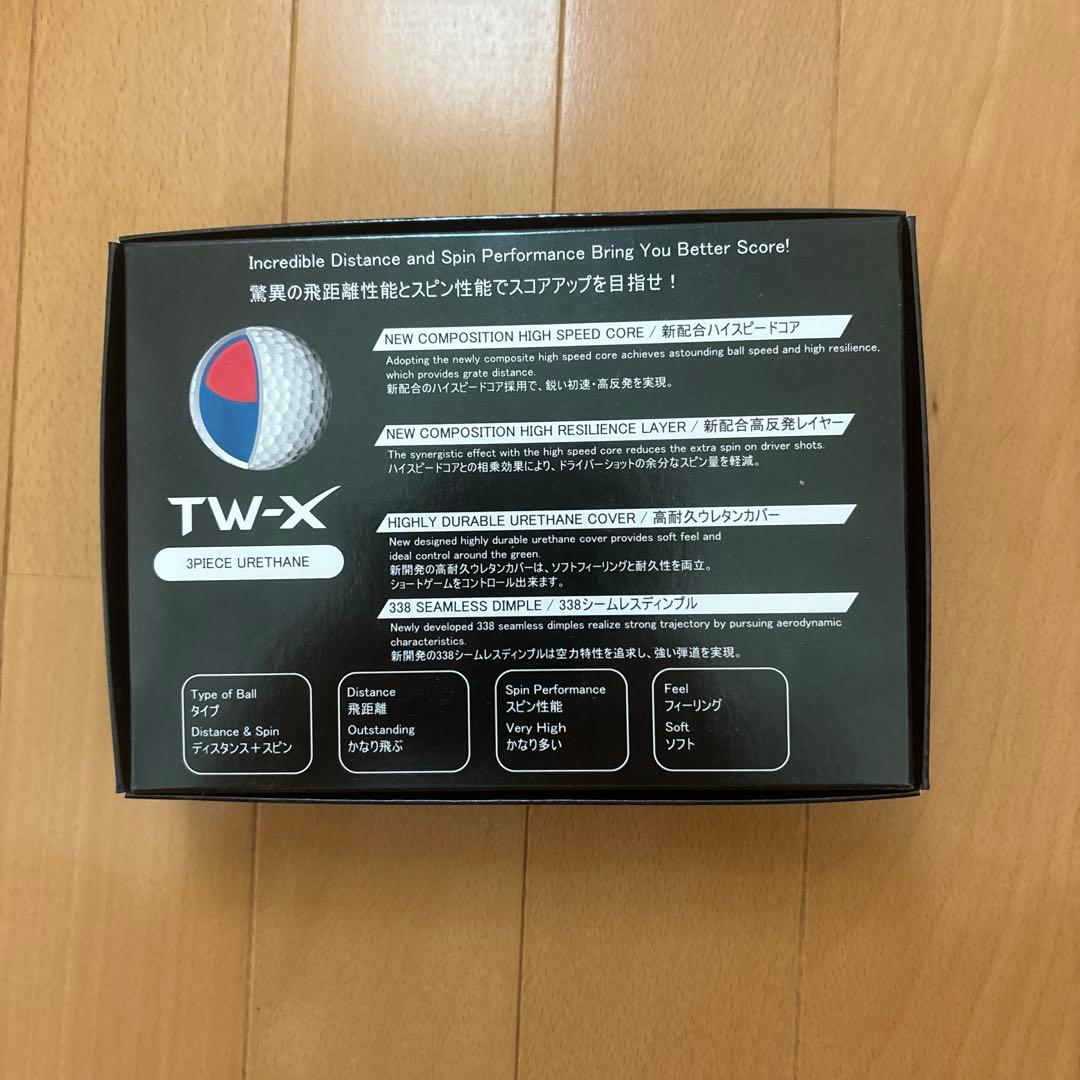 Incredible Distance and Spin Performance Bring You Better Score!
驚異の飛距離性能とスピン性能でスコアアップを目指せ！
NEW COMPOSITION HIGH SPEED CORE / 新配合ハイスピードコア
Adopting the newly composite high speed core achieves astounding ball speed and high resilience,
which provides grate distance.
新配合のハイスピードコア採用で、鋭い初速・高反発を実現。
NEW COMPOSITION HIGH RESILIENCE LAYER / 新配合高反発レイヤー
The synergistic effect with the high speed core reduces the extra spin on driver shots.
ハイスピードコアとの相乗効果により、ドライバーショットの余分なスピン量を軽減。
TW-X
3PIECE URETHANE
HIGHLY DURABLE URETHANE COVER / 高耐久ウレタンカバー
New designed highly durable urethane cover provides soft feel and
ideal control around the green.
新開発の高耐久ウレタンカバーは、ソフトフィーリングと耐久性を両立。
ショートゲームをコントロール出来ます。
338 SEAMLESS DIMPLE / 338シームレスディンプル
Newly developed 338 seamless dimples realize strong trajectory by pursuing aerodynamic
characteristics.
新開発の338シームレスディンプルは空力特性を追求し、強い弾道を実現。
Type of Ball
タイプ
Distance & Spin
ディスタンス＋スピン
Distance
飛距離
Outstanding
かなり飛ぶ
Spin Performance
スピン性能
Very High
かなり多い
Feel
フィーリング
Soft
ソフト